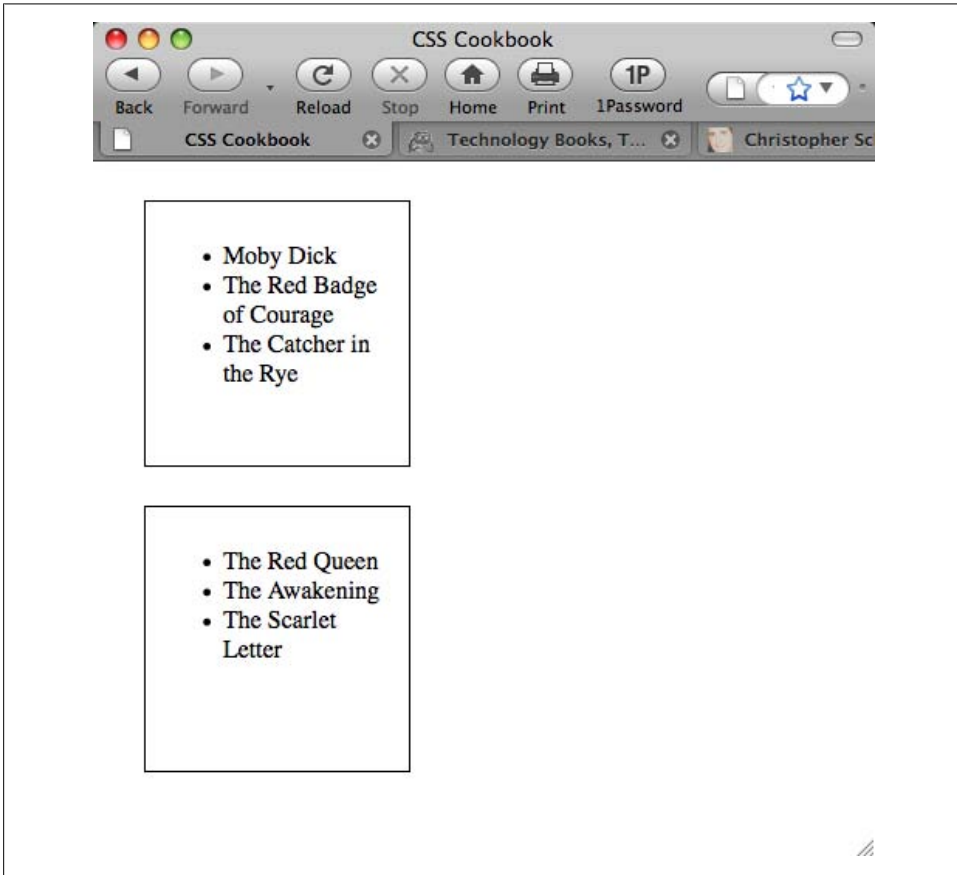 CSS Cookbook
1P
Back Forward Reload Stop Home Print 1Password
CSS Cookbook Technology Books, T... Christopher Sc
• Moby Dick
• The Red Badge
of Courage
• The Catcher in
the Rye
• The Red Queen
• The Awakening
• The Scarlet
Letter